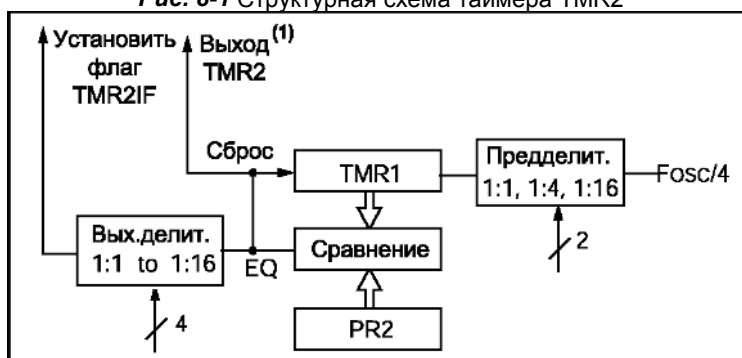 Рис. 6-1 Структурная схема таймера TMR2
Установить
флаг
TMR2IF
Выход (1)
TMR2
Сброс
TMR1
Предделит.
1:1, 1:4, 1:16
Fosc/4
Вых.делит.
1:1 to 1:16
EQ
Сравнение
2
4
PR2